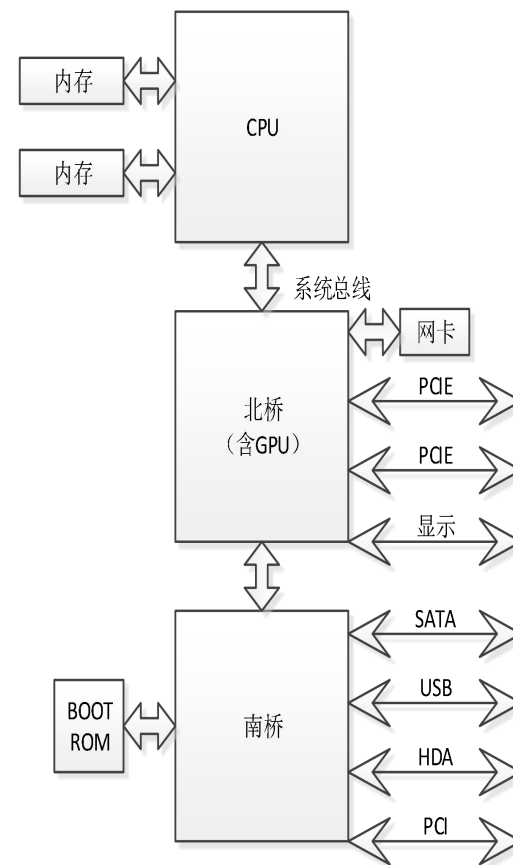 内存
CPU
内存
系统总线
网卡
北桥
（含GPU）
PCIE
PCIE
显示
SATA
USB
BOOT
ROM
南桥
HDA
PCI